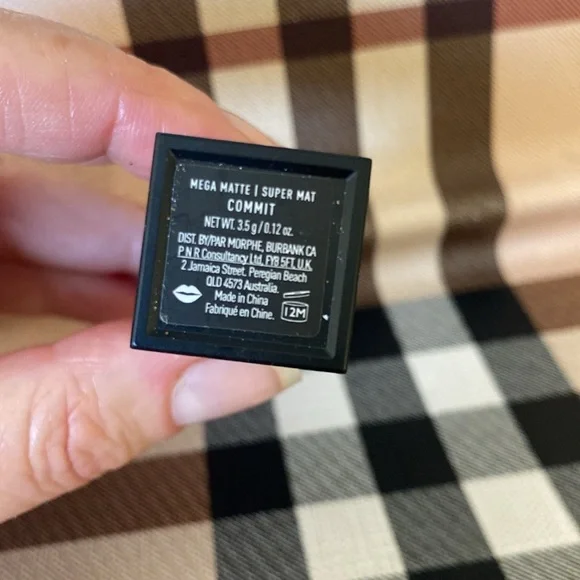 MEGA MATTE | SUPER MAT
COMMIT
NET WT. 3.5 g / 0.12 oz.
DIST. BY/PAR MORPHE, BURBANK CA
P N R Consultancy Ltd, FY8 5FT, U.K
2 Jamaica Street, Peregian Beach
QLD 4573 Australia.
Made in China
Fabriqué en Chine.
12M